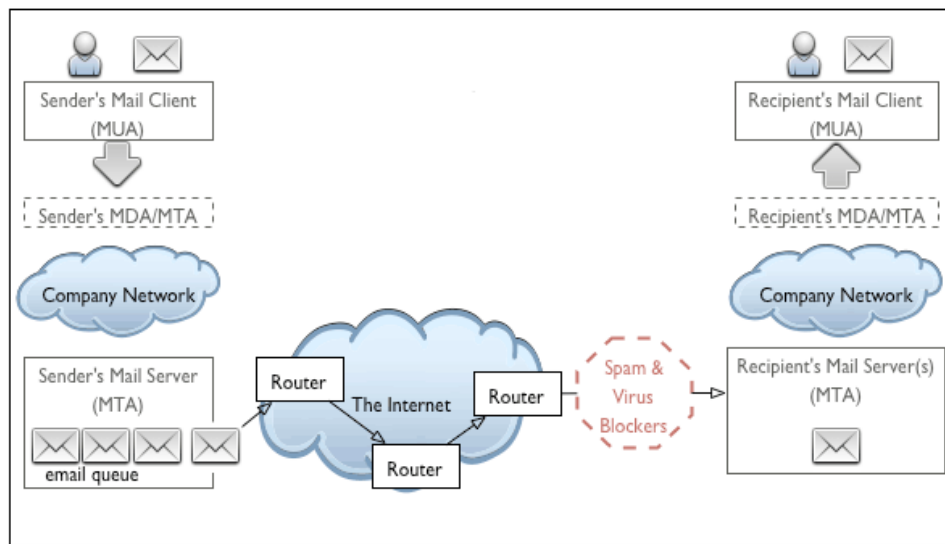 Sender's Mail Client
(MUA)
Sender's MDA/MTA
Company Network
Sender's Mail Server
(MTA)
email queue
Router
The Internet
Router
Router
Spam &
Virus
Blockers
Recipient's Mail Client
(MUA)
Recipient's MDA/MTA
Company Network
Recipient's Mail Server(s)
(MTA)